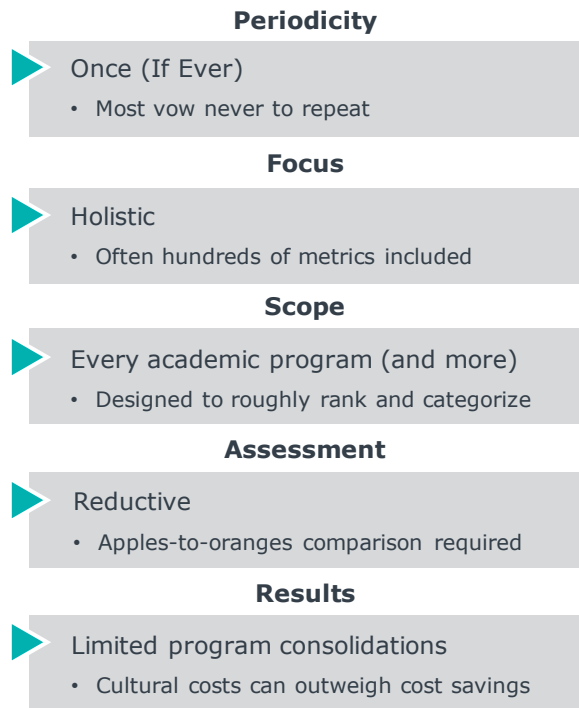 Periodicity
Once (If Ever)
• Most vow never to repeat
Focus
Holistic
• Often hundreds of metrics included
Scope
Every academic program (and more)
• Designed to roughly rank and categorize
Assessment
Reductive
• Apples-to-oranges comparison required
Results
Limited program consolidations
• Cultural costs can outweigh cost savings